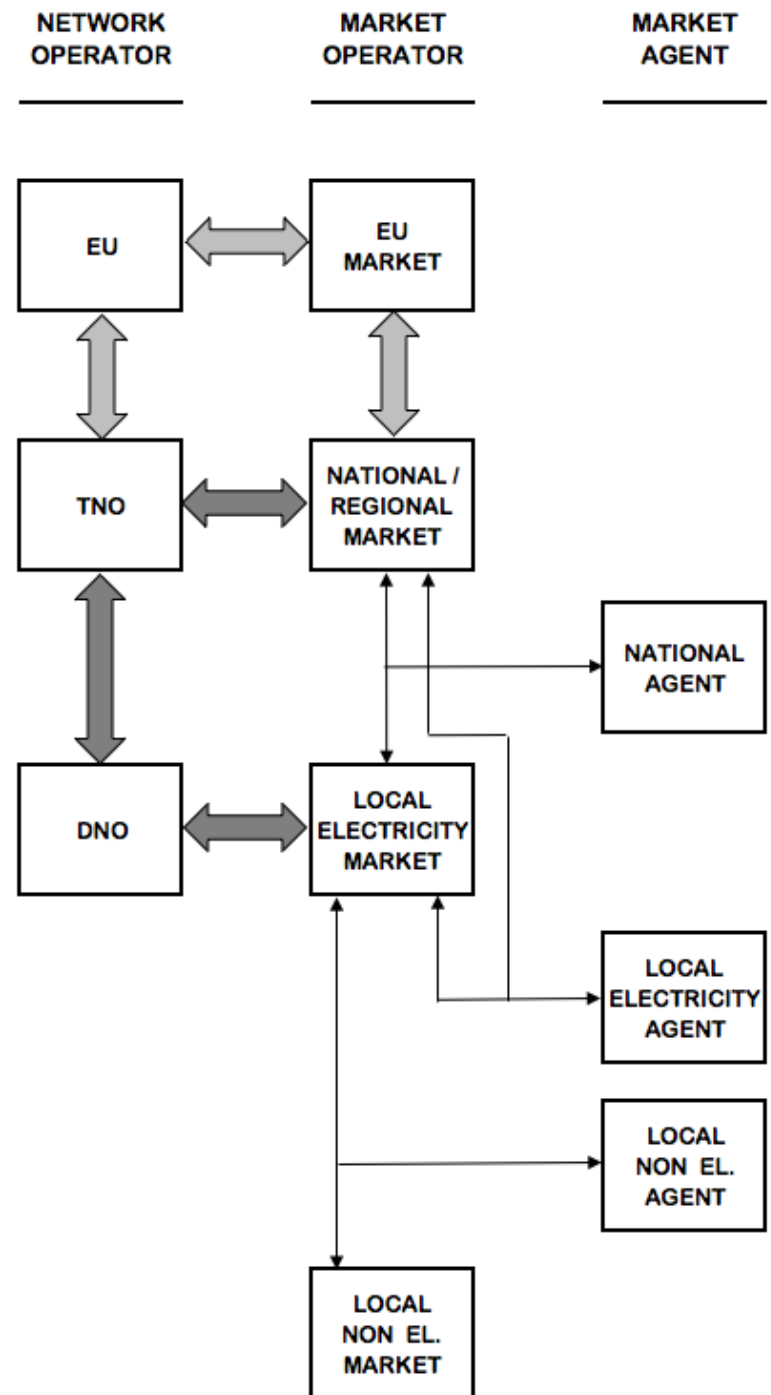 NETWORK
OPERATOR
MARKET
OPERATOR
MARKET
AGENT
EU
EU
MARKET
TNO
NATIONAL /
REGIONAL
MARKET
NATIONAL
AGENT
DNO
LOCAL
ELECTRICITY
MARKET
LOCAL
ELECTRICITY
AGENT
LOCAL
NON EL.
AGENT
LOCAL
NON EL.
MARKET